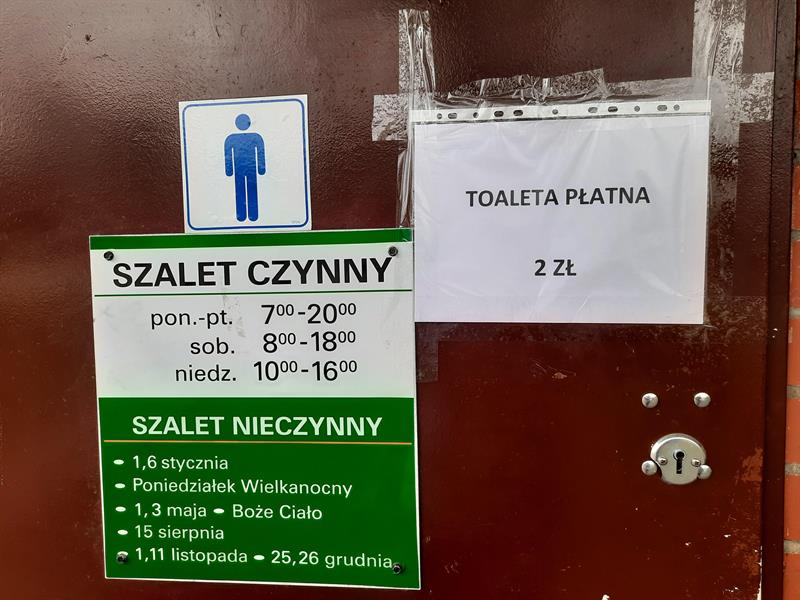 TOALETA PŁATNA
2 ZŁ
SZALET CZYNNY
pon.-pt. 7⁰⁰-20⁰⁰
sob. 8⁰⁰-18⁰⁰
niedz. 10⁰⁰-16⁰⁰
SZALET NIECZYNNY
• 1,6 stycznia
• Poniedziałek Wielkanocny
• 1, 3 maja • Boże Ciało
• 15 sierpnia
• 1,11 listopada • 25,26 grudnia